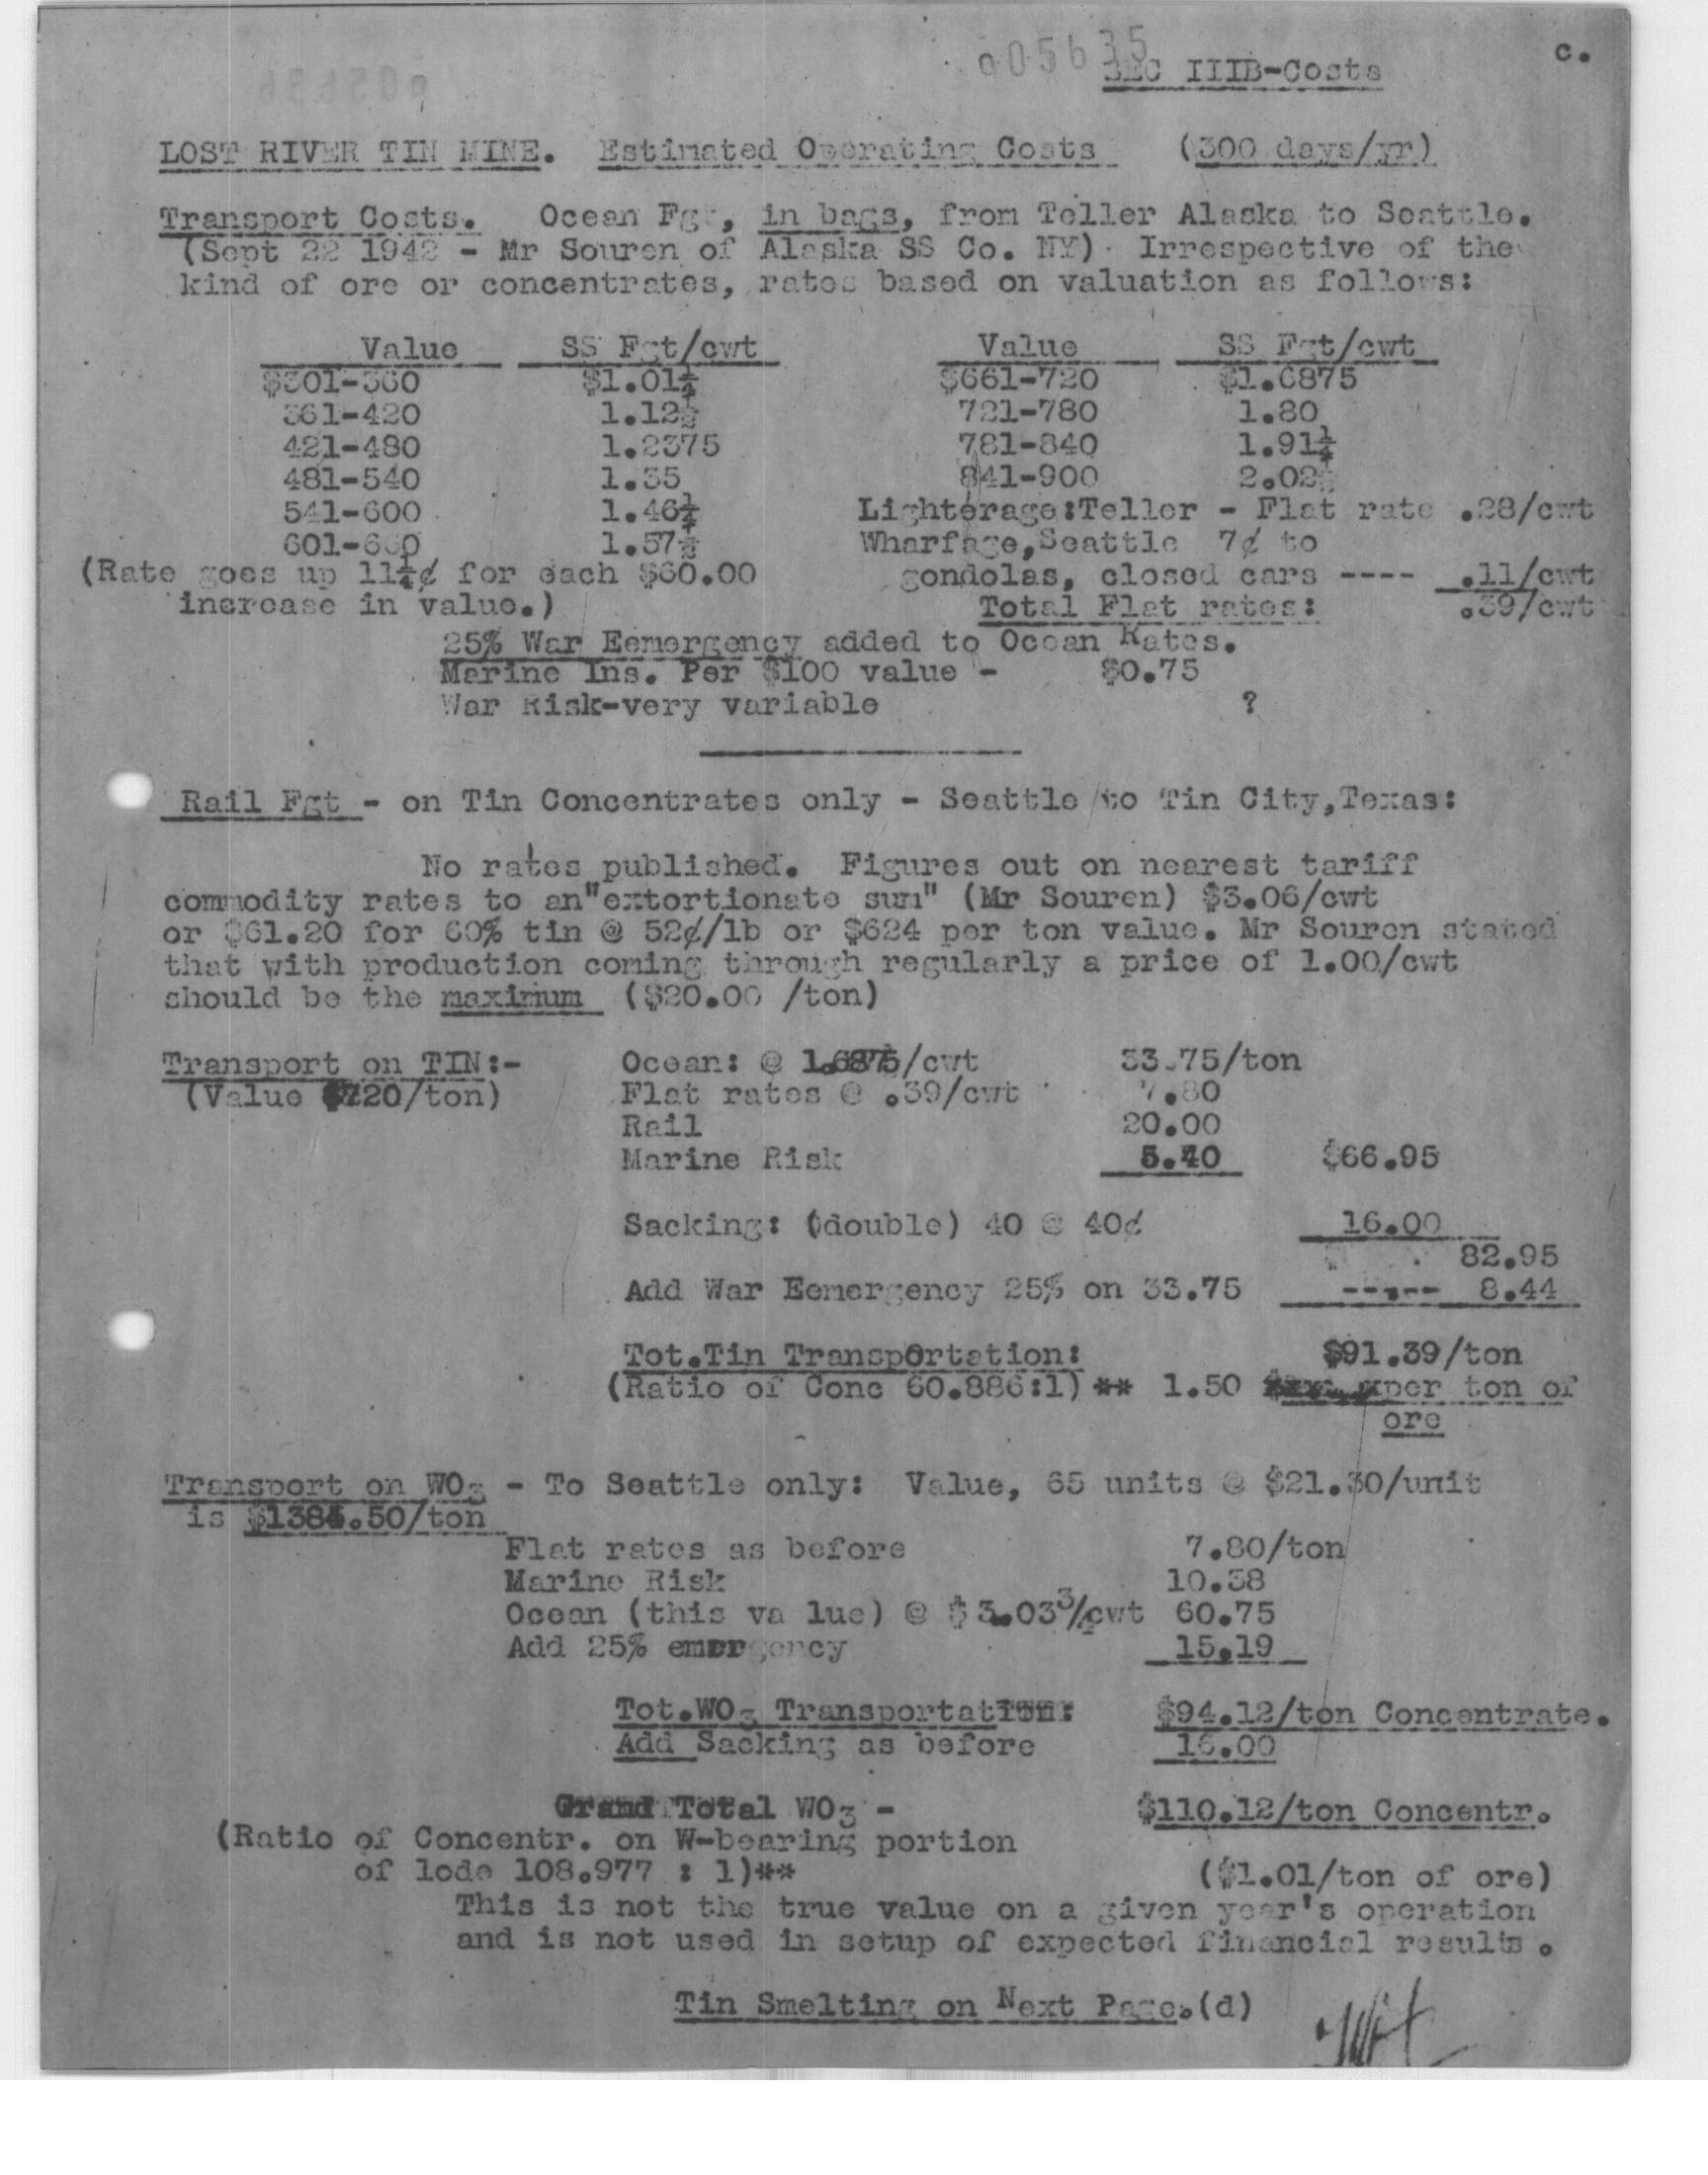 005635
SEC IIIB-Costs
c.
LOST RIVER TIN MINE. Estimated Operating Costs (300 days/yr)
Transport Costs. Ocean Fgt, in bags, from Teller Alaska to Seattle.
(Sept 22 1942 - Mr Souren of Alaska SS Co. NY) Irrespective of the
kind of ore or concentrates, rates based on valuation as follows:
Value SS Fgt/cwt Value SS Fgt/cwt
$301-360 $1.01¼ $661-720 $1.6875
361-420 1.12½ 721-780 1.80
421-480 1.2375 781-840 1.91¼
481-540 1.35 841-900 2.02½
541-600 1.46¼ Lighterage:Teller - Flat rate .28/cwt
601-660 1.57½ Wharfage,Seattle 7¢ to
(Rate goes up 11¼¢ for each $60.00 gondolas, closed cars ---- .11/cwt
increase in value.) Total Flat rates: .39/cwt
25% War Eemergency added to Ocean Rates.
Marine Ins. Per $100 value - $0.75
War Risk-very variable ?
Rail Fgt - on Tin Concentrates only - Seattle to Tin City,Texas:
No rates published. Figures out on nearest tariff
commodity rates to an"extortionate sum" (Mr Souren) $3.06/cwt
or $61.20 for 60% tin @ 52¢/lb or $624 per ton value. Mr Souren stated
that with production coming through regularly a price of 1.00/cwt
should be the maximum ($20.00 /ton)
Transport on TIN:- Ocean: @ 1.6875/cwt 33.75/ton
(Value $720/ton) Flat rates @ .39/cwt 7.80
Rail 20.00
Marine Risk 5.40 $66.95
Sacking: (double) 40 @ 40¢ 16.00
82.95
Add War Eemergency 25% on 33.75 --.-- 8.44
Tot.Tin Transportation: $91.39/ton
(Ratio of Conc 60.886:1)** 1.50 per ton of
ore
Transport on WO3 - To Seattle only: Value, 65 units @ $21.30/unit
is $1384.50/ton
Flat rates as before 7.80/ton
Marine Risk 10.38
Ocean (this va lue) @ $3.03¾/cwt 60.75
Add 25% emergency 15.19
Tot.WO3 Transportation: $94.12/ton Concentrate.
Add Sacking as before 16.00
Grand Total WO3 - $110.12/ton Concentr.
(Ratio of Concentr. on W-bearing portion
of lode 108.977 : 1)** ($1.01/ton of ore)
This is not the true value on a given year's operation
and is not used in setup of expected financial results.
Tin Smelting on Next Page.(d)